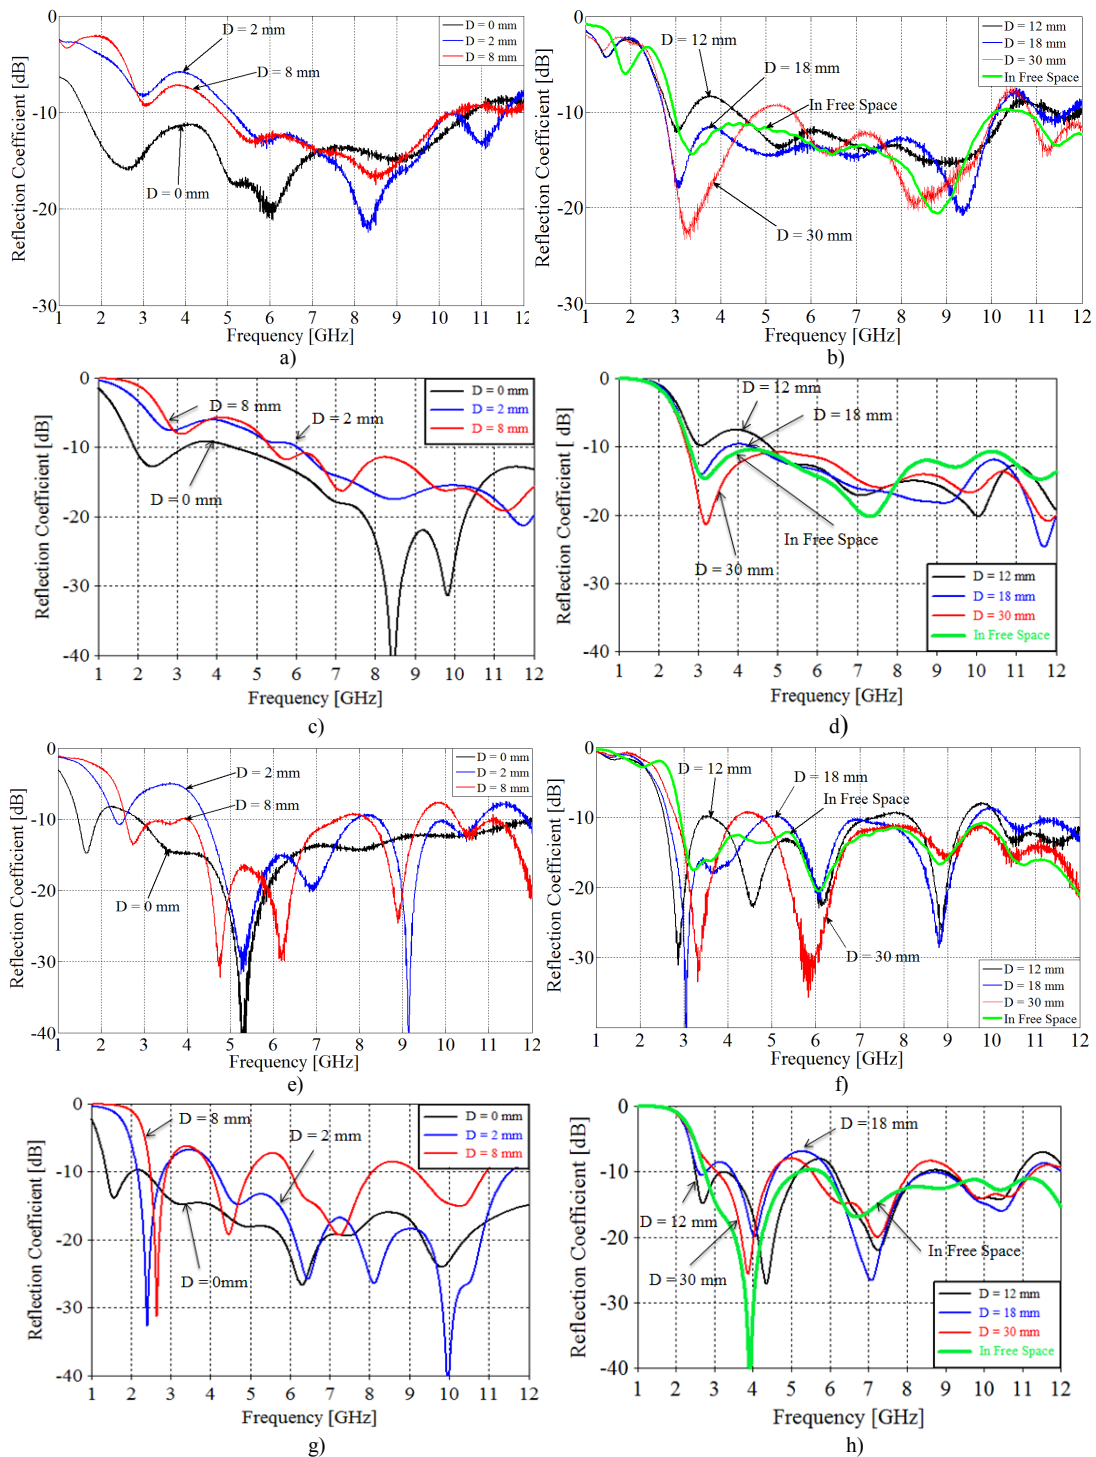 0
-10
-20
-30
Reflection Coefficient [dB]
D = 2 mm
D = 8 mm
D = 0 mm
D = 0 mm
D = 2 mm
D = 8 mm
1 2 3 4 5 6 7 8 9 10 11 12
Frequency [GHz]
a)
0
-10
-20
-30
Reflection Coefficient [dB]
D = 12 mm
D = 18 mm
In Free Space
D = 30 mm
D = 12 mm
D = 18 mm
D = 30 mm
In Free Space
1 2 3 4 5 6 7 8 9 10 11 12
Frequency [GHz]
b)
0
-10
-20
-30
-40
Reflection Coefficient [dB]
D = 8 mm
D = 2 mm
D = 0 mm
D = 0 mm
D = 2 mm
D = 8 mm
1 2 3 4 5 6 7 8 9 10 11 12
Frequency [GHz]
c)
0
-10
-20
-30
-40
Reflection Coefficient [ dB]
D = 12 mm
D = 18 mm
In Free Space
D = 30 mm
D = 12 mm
D = 18 mm
D = 30 mm
In Free Space
1 2 3 4 5 6 7 8 9 10 11 12
Frequency [GHz]
d)
0
-10
-20
-30
-40
Reflection Coefficient [dB]
D = 2 mm
D = 8 mm
D = 0 mm
D = 0 mm
D = 2 mm
D = 8 mm
1 2 3 4 5 6 7 8 9 10 11 12
Frequency [GHz]
e)
0
-10
-20
-30
Reflection Coefficient [dB]
D = 12 mm
D = 18 mm
In Free Space
D = 30 mm
D = 12 mm
D = 18 mm
D = 30 mm
In Free Space
1 2 3 4 5 6 7 8 9 10 11 12
Frequency [GHz]
f)
0
-10
-20
-30
-40
Reflection Coefficient [dB]
D = 8 mm
D = 2 mm
D = 0mm
D = 0 mm
D = 2 mm
D = 8 mm
1 2 3 4 5 6 7 8 9 10 11 12
Frequency [GHz]
g)
0
-10
-20
-30
-40
Reflection Coefficient [dB]
D = 18 mm
D = 12 mm
D = 30 mm
In Free Space
D = 12 mm
D = 18 mm
D = 30 mm
In Free Space
1 2 3 4 5 6 7 8 9 10 11 12
Frequency [GHz]
h)